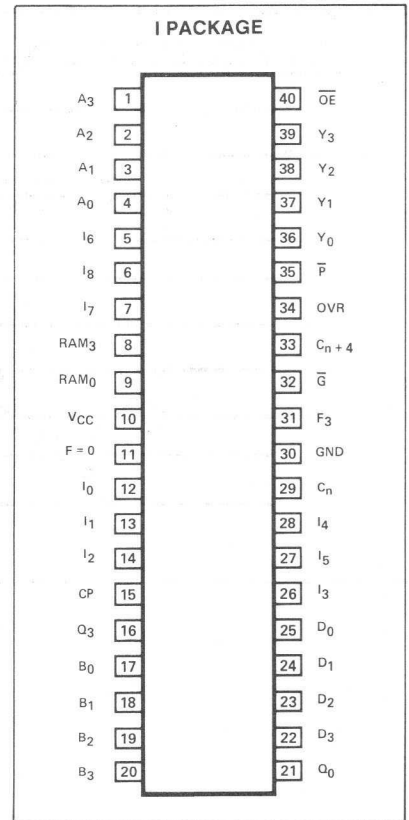 I PACKAGE
A3 1 40 O̅E̅
A2 2 39 Y3
A1 3 38 Y2
A0 4 37 Y1
I6 5 36 Y0
I8 6 35 P̅
I7 7 34 OVR
RAM3 8 33 Cn + 4
RAM0 9 32 G̅
VCC 10 31 F3
F = 0 11 30 GND
I0 12 29 Cn
I1 13 28 I4
I2 14 27 I5
CP 15 26 I3
Q3 16 25 D0
B0 17 24 D1
B1 18 23 D2
B2 19 22 D3
B3 20 21 Q0